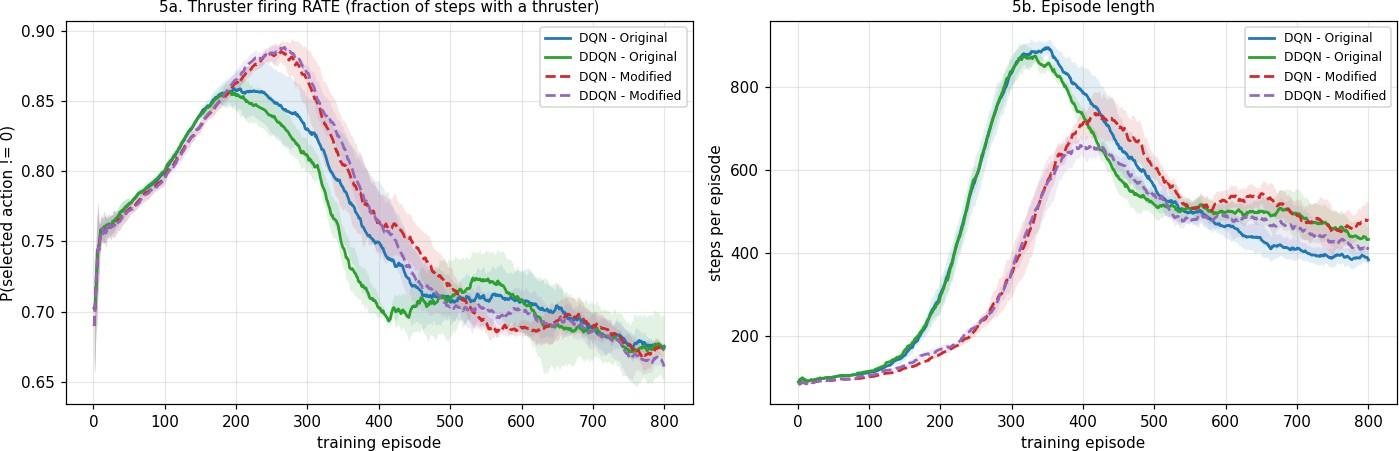 5a. Thruster firing RATE (fraction of steps with a thruster)
P(selected action != 0)
0.90
0.85
0.80
0.75
0.70
0.65
DQN - Original
DDQN - Original
DQN - Modified
DDQN - Modified
0 100 200 300 400 500 600 700 800
training episode
5b. Episode length
steps per episode
800
600
400
200
DQN - Original
DDQN - Original
DQN - Modified
DDQN - Modified
0 100 200 300 400 500 600 700 800
training episode